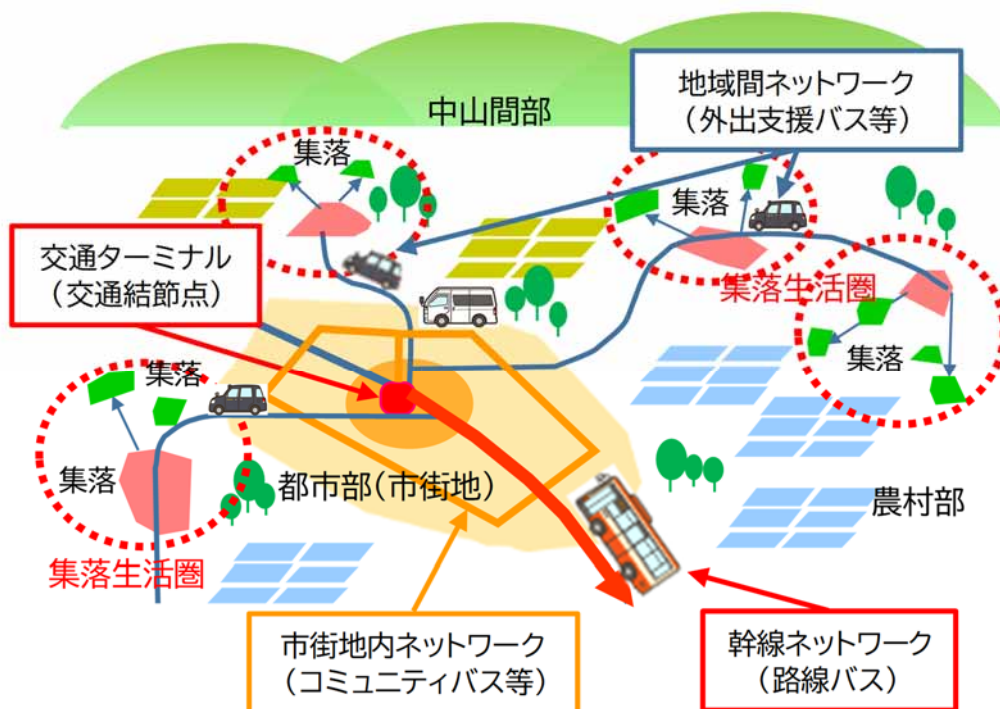 地域間ネットワーク
（外出支援バス等）
中山間部
集落
集落
交通ターミナル
（交通結節点）
集落生活圏
集落
集落
集落
都市部（市街地）
農村部
集落生活圏
市街地内ネットワーク
（コミュニティバス等）
幹線ネットワーク
（路線バス）